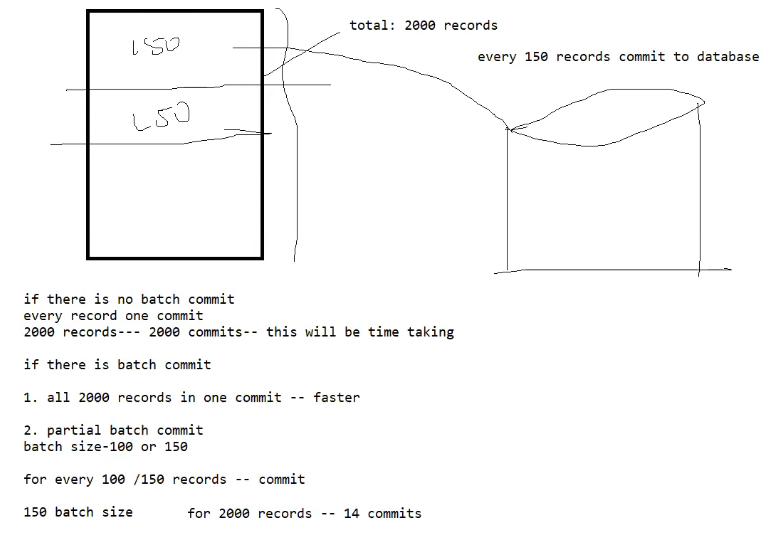 total: 2000 records
every 150 records commit to database
150
150
if there is no batch commit
every record one commit
2000 records--- 2000 commits-- this will be time taking
if there is batch commit
1. all 2000 records in one commit -- faster
2. partial batch commit
batch size-100 or 150
for every 100 /150 records -- commit
150 batch size for 2000 records -- 14 commits